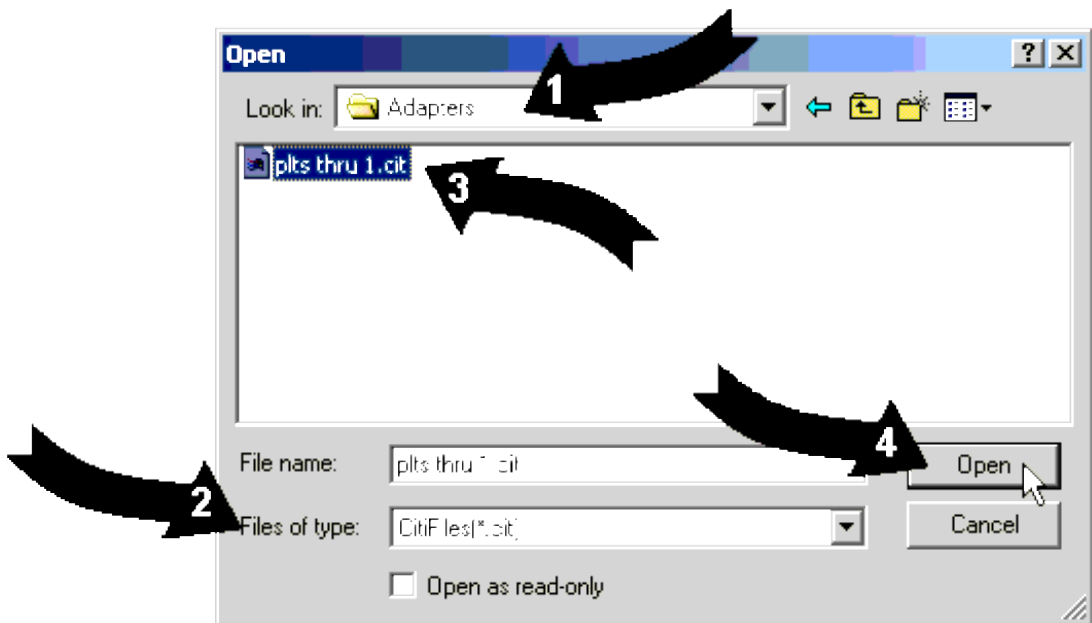 Open
1
Look in: Adapters
plts thru 1.cit
3
4
File name: plts thru 1.cit
Open
2
Files of type: CitiFiles(*.cit)
Cancel
Open as read-only